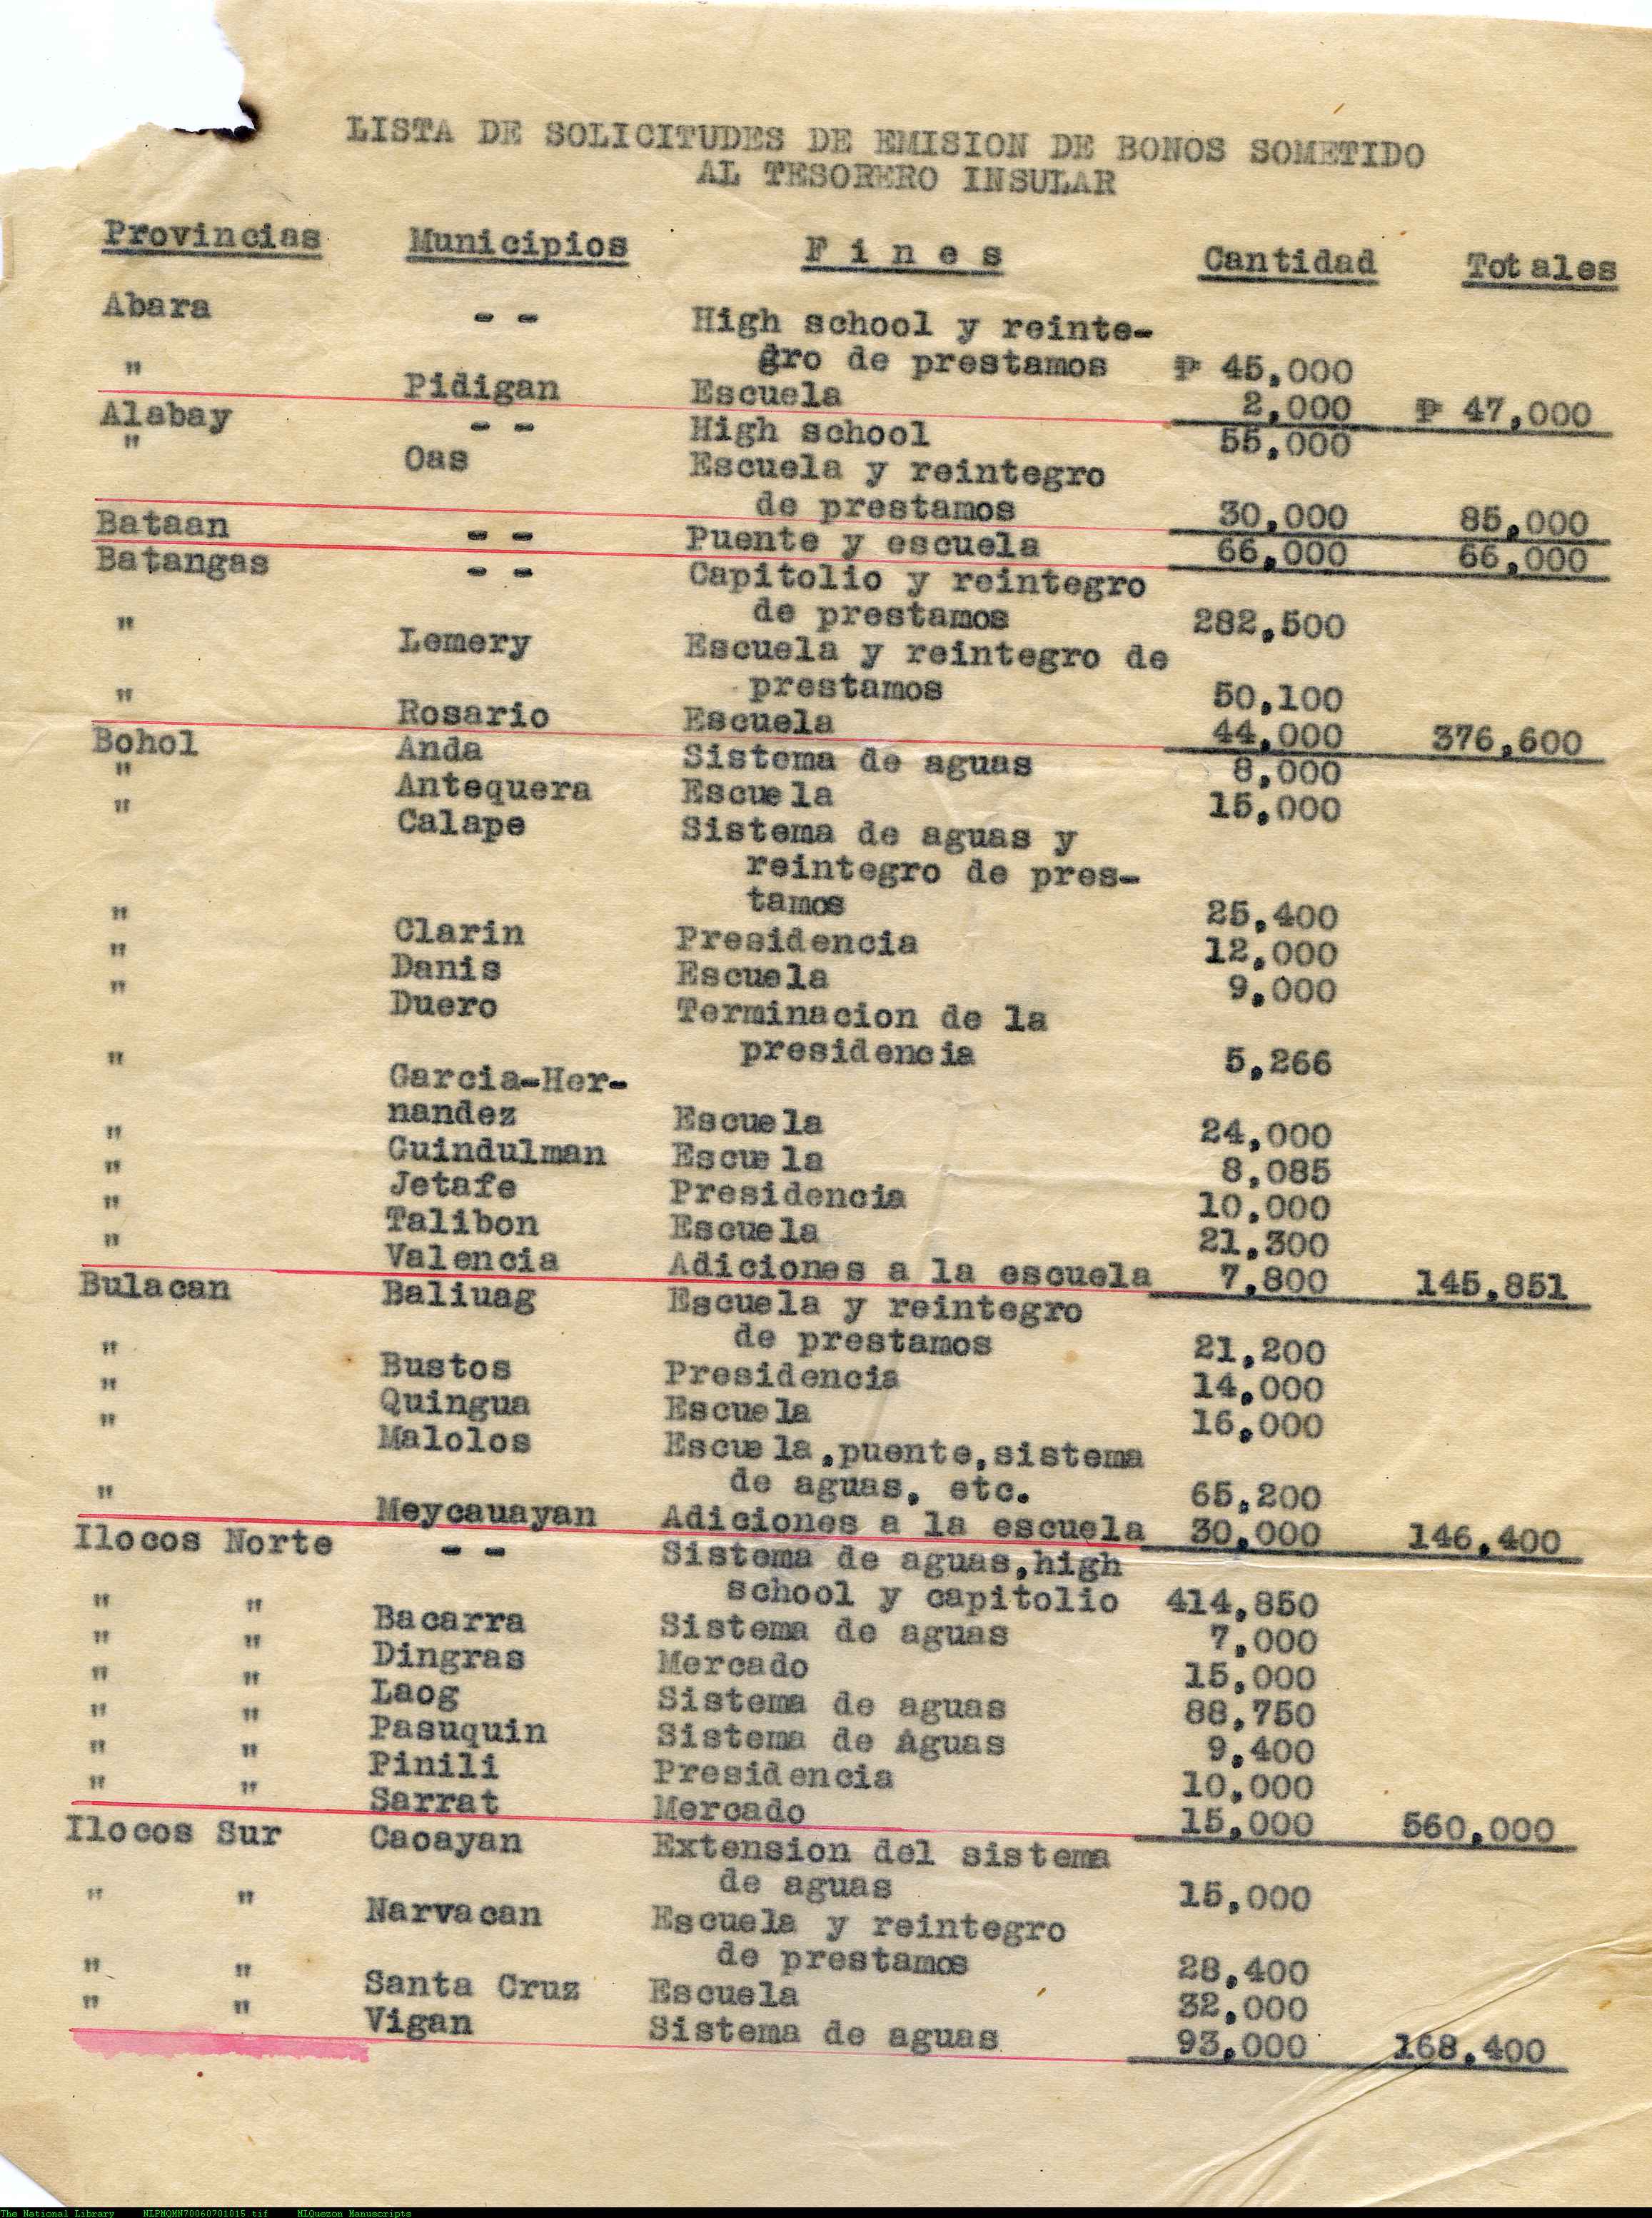 LISTA DE SOLICITUDES DE EMISION DE BONOS SOMETIDO
AL TESORERO INSULAR
Provincias Municipios F i n e s Cantidad Totales
Abara - - High school y reinte-
gro de prestamos ₱ 45,000
" Pidigan Escuela 2,000 ₱ 47,000
Alabay - - High school 55,000
" Oas Escuela y reintegro
de prestamos 30,000 85,000
Bataan - - Puente y escuela 66,000 66,000
Batangas - - Capitolio y reintegro
de prestamos 282,500
" Lemery Escuela y reintegro de
prestamos 50,100
" Rosario Escuela 44,000 376,600
Bohol Anda Sistema de aguas 8,000
" Antequera Escuela 15,000
" Calape Sistema de aguas y
reintegro de pres-
tamos 25,400
" Clarin Presidencia 12,000
" Danis Escuela 9,000
" Duero Terminacion de la
presidencia 5,266
" Garcia-Her-
nandez Escuela 24,000
" Guindulman Escuela 8,085
" Jetafe Presidencia 10,000
" Talibon Escuela 21,300
" Valencia Adiciones a la escuela 7,800 145,851
Bulacan Baliuag Escuela y reintegro
de prestamos 21,200
" Bustos Presidencia 14,000
" Quingua Escuela 16,000
" Malolos Escuela,puente,sistema
de aguas, etc. 65,200
" Meycauayan Adiciones a la escuela 30,000 146,400
Ilocos Norte - - Sistema de aguas,high
school y capitolio 414,850
" " Bacarra Sistema de aguas 7,000
" " Dingras Mercado 15,000
" " Laog Sistema de aguas 88,750
" " Pasuquin Sistema de aguas 9,400
" " Pinili Presidencia 10,000
" " Sarrat Mercado 15,000 560,000
Ilocos Sur Caoayan Extension del sistema
de aguas 15,000
" " Narvacan Escuela y reintegro
de prestamos 28,400
" " Santa Cruz Escuela 32,000
" " Vigan Sistema de aguas 93,000 168,400
The National Library NLPMQMN70060701015.tif MLQuezon Manuscripts